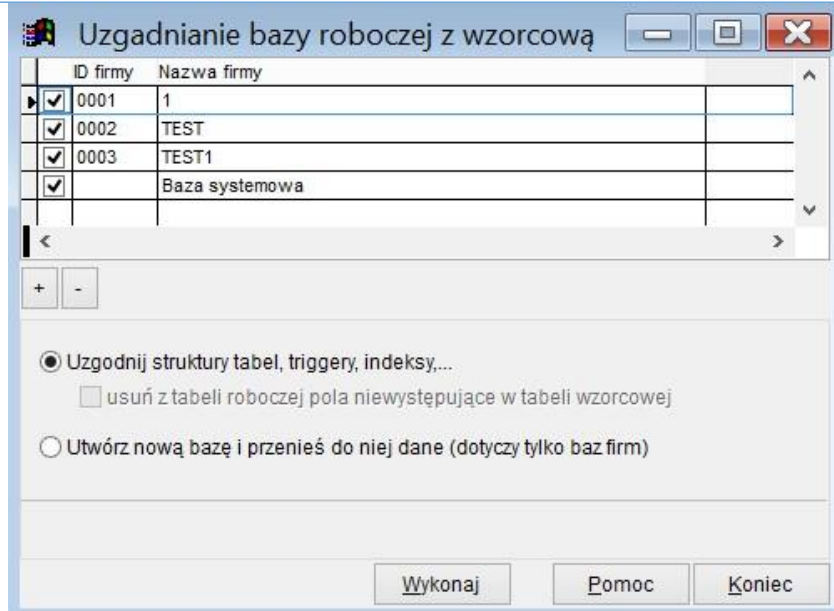 Uzgadnianie bazy roboczej z wzorcową
ID firmy Nazwa firmy
0001 1
0002 TEST
0003 TEST1
Baza systemowa
+ -
Uzgodnij struktury tabel, triggery, indeksy,...
usuń z tabeli roboczej pola niewystępujące w tabeli wzorcowej
Utwórz nową bazę i przenieś do niej dane (dotyczy tylko baz firm)
Wykonaj Pomoc Koniec